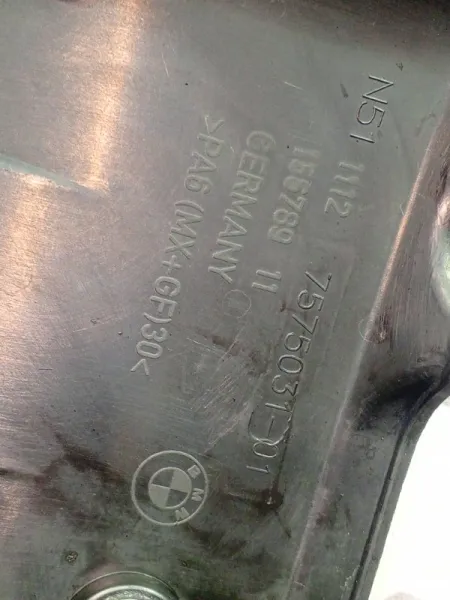 N51
1112 7575031-01
156789 11
GERMANY
>PA6 (MX+GF)30<
BMW